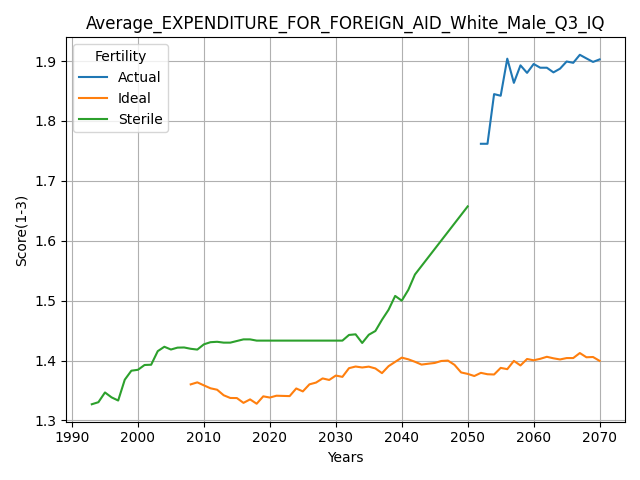 Average_EXPENDITURE_FOR_FOREIGN_AID_White_Male_Q3_IQ
Fertility
Actual
Ideal
Sterile
Score(1-3)
1.9
1.8
1.7
1.6
1.5
1.4
1.3
1990 2000 2010 2020 2030 2040 2050 2060 2070
Years